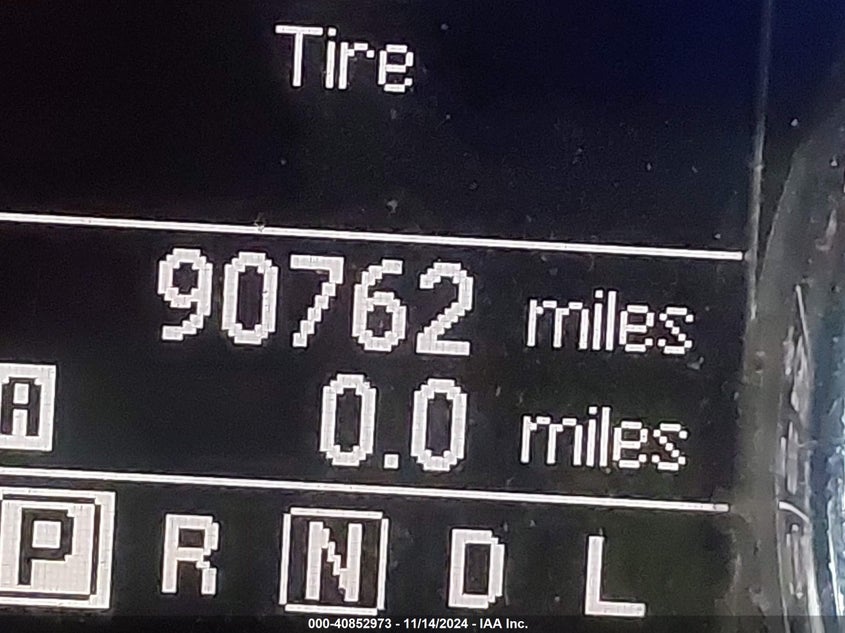 Tire
90762 miles
A 0.0 miles
P R N D L
000-40852973 - 11/14/2024 - IAA Inc.